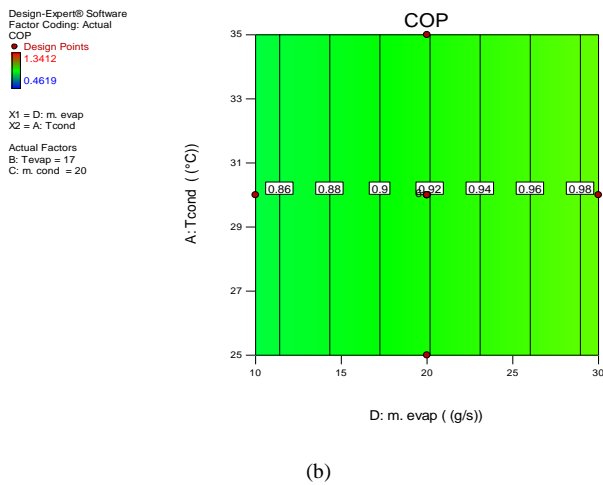 Design-Expert® Software
Factor Coding: Actual
COP
Design Points
1.3412
0.4619
X1 = D: m. evap
X2 = A: Tcond
Actual Factors
B: Tevap = 17
C: m. cond = 20
COP
35
33
31
29
27
25
A: Tcond ( (°C))
0.86 0.88 0.9 0.92 0.94 0.96 0.98
10 15 20 25 30
D: m. evap ( (g/s))
(b)